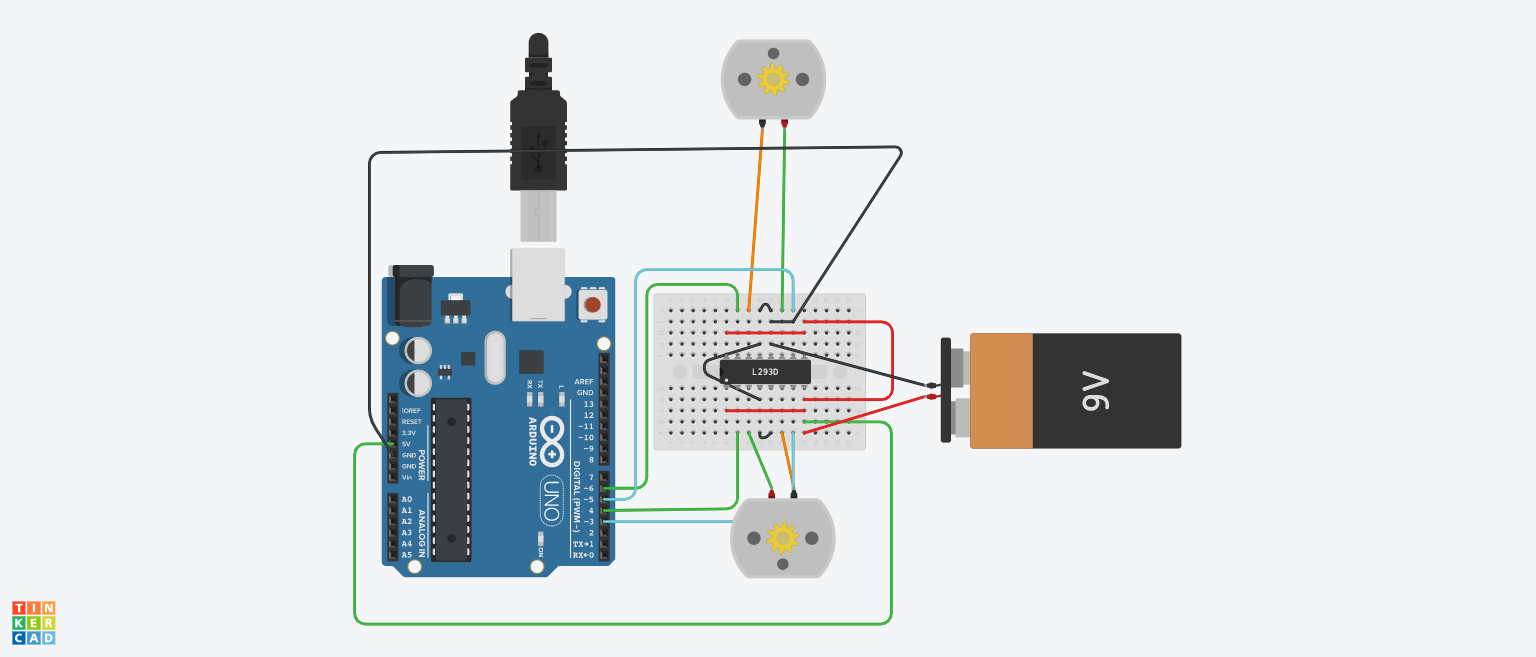 L293D
9V
AREF
GND
13
12
~11
~10
~9
8
7
~6
~5
4
~3
2
TX→1
RX←0
IOREF
RESET
3.3V
5V
GND
GND
Vin
A0
A1
A2
A3
A4
A5
POWER
ANALOG IN
RX
TX
L
ARDUINO
UNO
DIGITAL (PWM~)
ON
TIN
KER
CAD